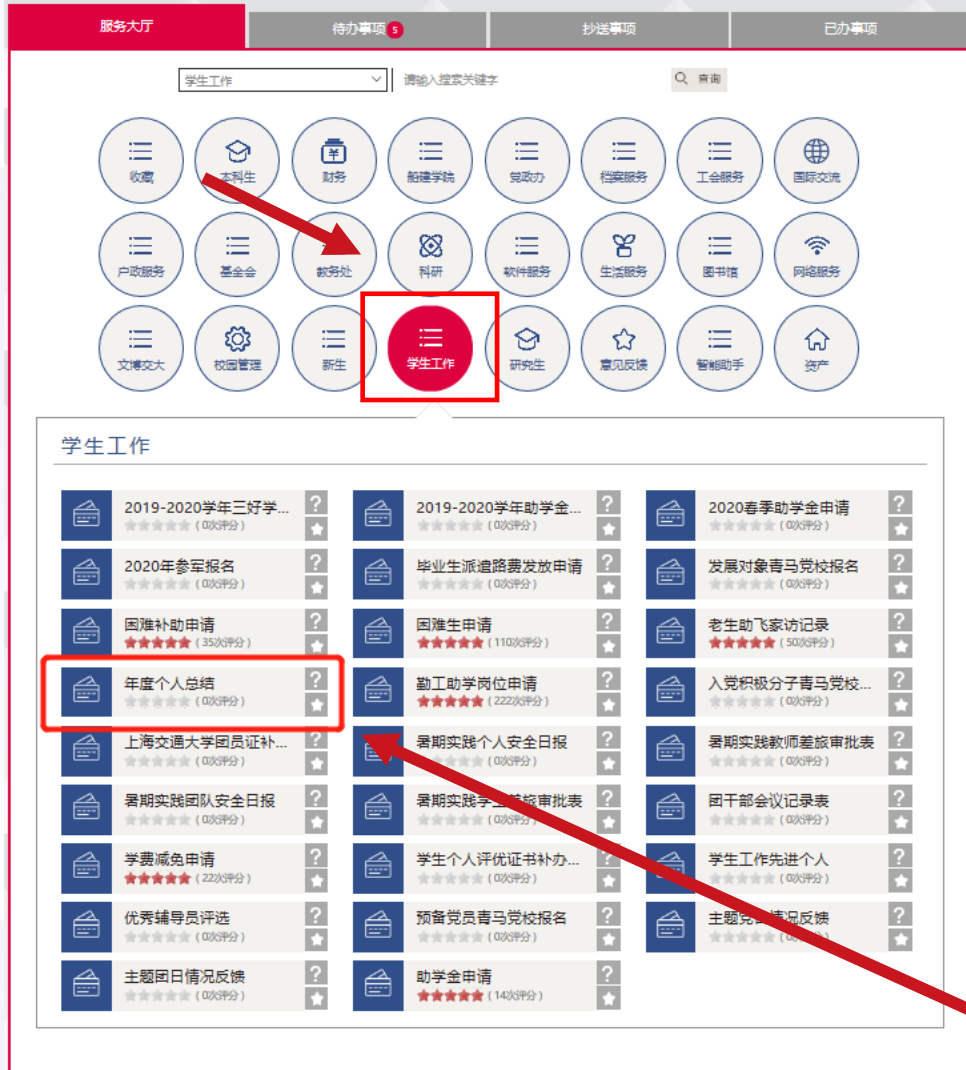 服务大厅
待办事项 5
抄送事项
已办事项
学生工作
请输入搜索关键字
查询
收藏
本科生
财务
船建学院
党政办
档案服务
工会服务
国际交流
户政服务
基金会
教务处
科研
软件服务
生活服务
图书馆
网络服务
文博交大
校园管理
新生
学生工作
研究生
意见反馈
智能助手
资产
学生工作
2019-2020学年三好学...
(0次评分)
2019-2020学年助学金...
(0次评分)
2020春季助学金申请
(0次评分)
2020年参军报名
(0次评分)
毕业生派遣路费发放申请
(0次评分)
发展对象青马党校报名
(0次评分)
困难补助申请
(35次评分)
困难生申请
(110次评分)
老生助飞家访记录
(50次评分)
年度个人总结
(0次评分)
勤工助学岗位申请
(222次评分)
入党积极分子青马党校...
(0次评分)
上海交通大学团员证补...
(0次评分)
暑期实践个人安全日报
(0次评分)
暑期实践教师差旅审批表
(0次评分)
暑期实践团队安全日报
(0次评分)
暑期实践学生差旅审批表
(0次评分)
团干部会议记录表
(0次评分)
学费减免申请
(22次评分)
学生个人评优证书补办...
(0次评分)
学生工作先进个人
(0次评分)
优秀辅导员评选
(0次评分)
预备党员青马党校报名
(0次评分)
主题党日情况反馈
(0次评分)
主题团日情况反馈
(0次评分)
助学金申请
(14次评分)